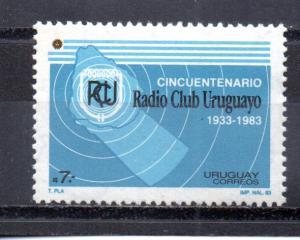 CINCUENTENARIO
RCU
Radio Club Uruguayo
1933-1983
N$ 7.-
URUGUAY
CORREOS
T. PLA
IMP. NAL. 83